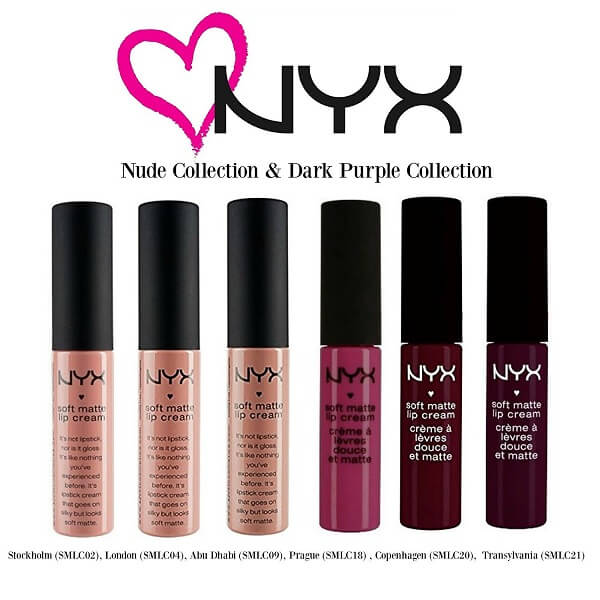 NYX
Nude Collection & Dark Purple Collection
NYX
soft matte
lip cream
It's not lipstick,
nor is it gloss.
It's like nothing
you've
experienced
before. It's
lipstick cream
that goes on
silky but looks
soft matte.
NYX
soft matte
lip cream
It's not lipstick,
nor is it gloss.
It's like nothing
you've
experienced
before. It's
lipstick cream
that goes on
silky but looks
soft matte.
NYX
soft matte
lip cream
It's not lipstick,
nor is it gloss.
It's like nothing
you've
experienced
before. It's
lipstick cream
that goes on
silky but looks
soft matte.
NYX
soft matte
lip cream
crème à
lèvres
douce
et matte
NYX
soft matte
lip cream
crème à
lèvres
douce
et matte
NYX
soft matte
lip cream
crème à
lèvres
douce
et matte
Stockholm (SMLC02), London (SMLC04), Abu Dhabi (SMLC09), Prague (SMLC18) , Copenhagen (SMLC20), Transylvania (SMLC21)